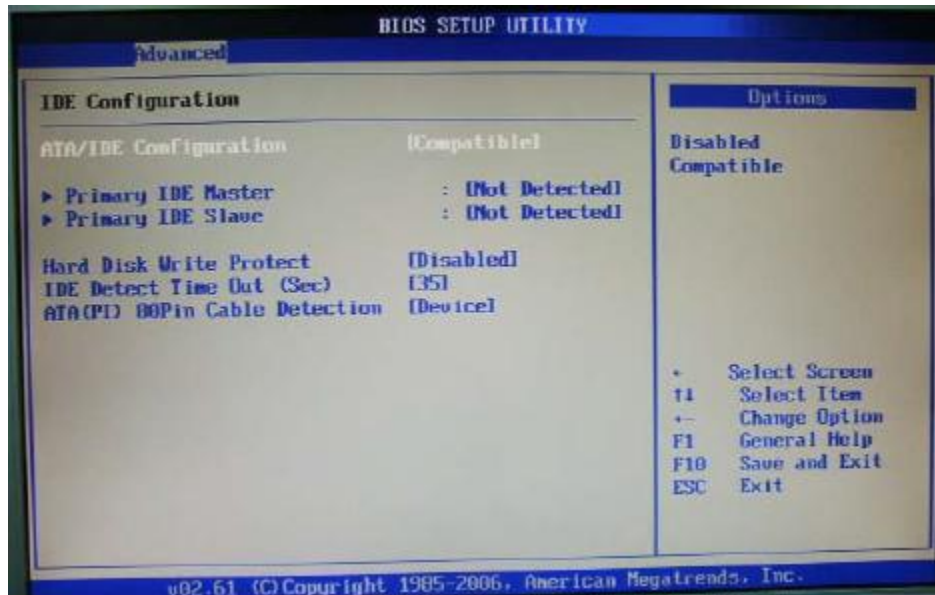 BIOS SETUP UTILITY
Advanced
IDE Configuration
ATA/IDE Configuration [Compatible]
Primary IDE Master : [Not Detected]
Primary IDE Slave : [Not Detected]
Hard Disk Write Protect [Disabled]
IDE Detect Time Out (Sec) [35]
ATA(PI) 80Pin Cable Detection [Device]
Options
Disabled
Compatible
← Select Screen
↑↓ Select Item
+- Change Option
F1 General Help
F10 Save and Exit
ESC Exit
v02.61 (C)Copyright 1985-2006, American Megatrends, Inc.